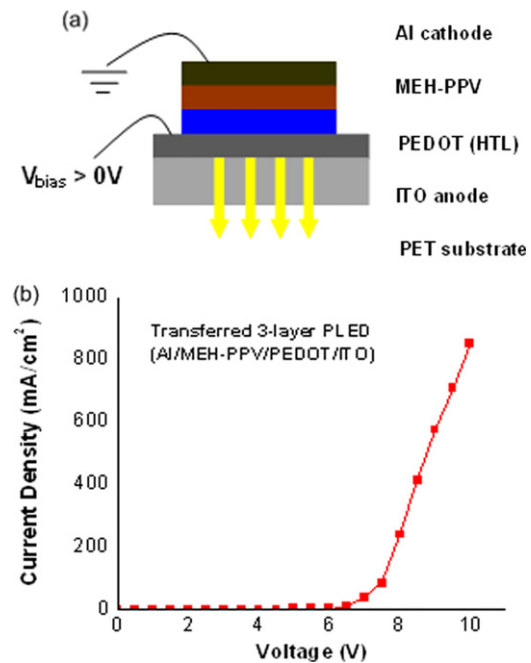 (a)
Al cathode
MEH-PPV
PEDOT (HTL)
V_bias > 0V
ITO anode
PET substrate
(b)
1000
800
600
400
200
0
Current Density (mA/cm²)
Transferred 3-layer PLED
(Al/MEH-PPV/PEDOT/ITO)
0 2 4 6 8 10
Voltage (V)